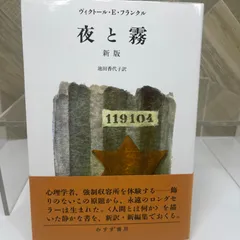 ヴィクトール・E・フランクル
夜と霧
新版
池田香代子訳
119104
心理学者、強制収容所を体験する──飾
りのないこの原題から、永遠のロングセ
ラーは生まれた。〈人間とは何か〉を描
いた静かな書を、新訳・新編集でおくる。
みすず書房